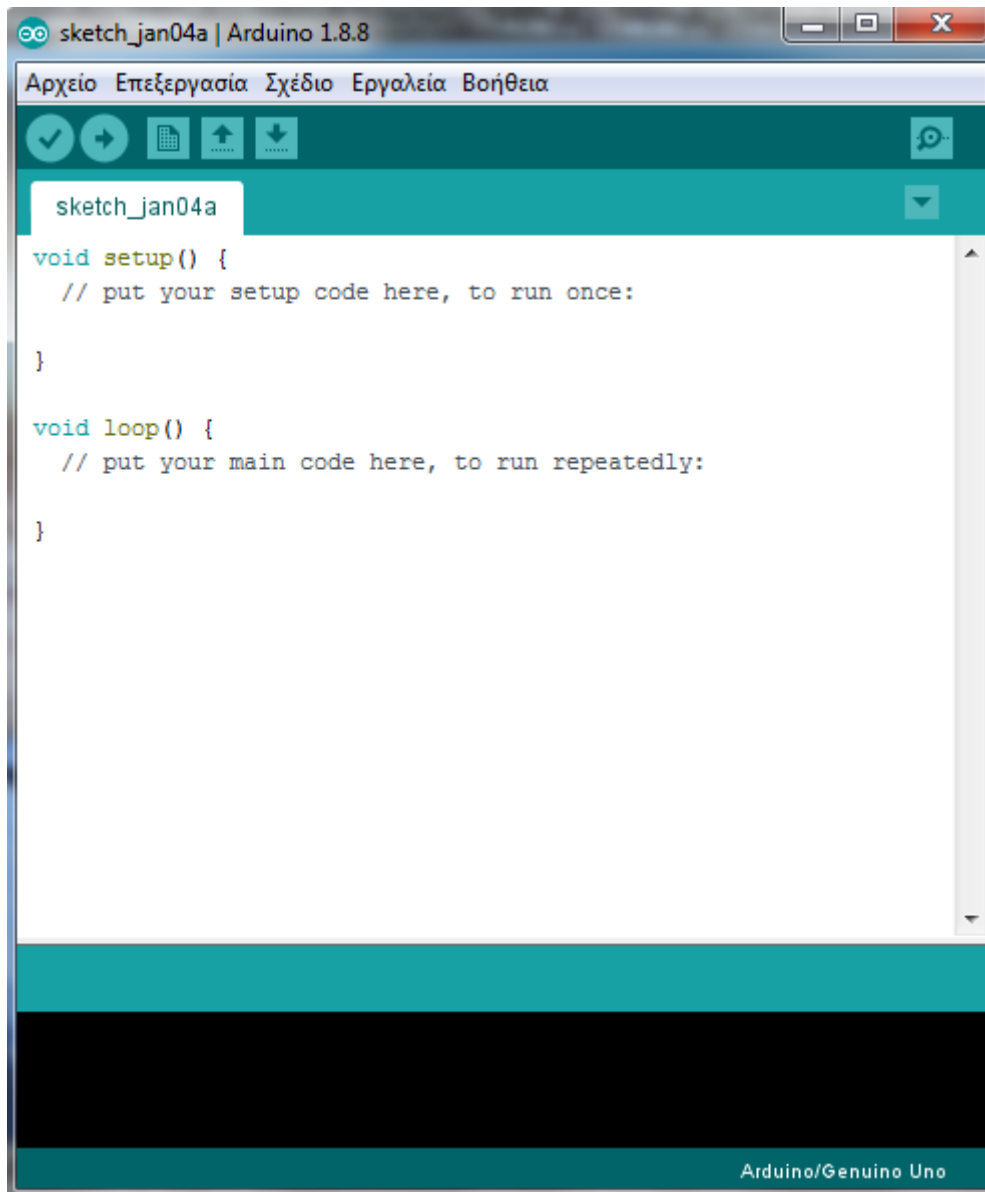 sketch_jan04a | Arduino 1.8.8
Αρχείο Επεξεργασία Σχέδιο Εργαλεία Βοήθεια
sketch_jan04a
void setup() {
  // put your setup code here, to run once:
}
void loop() {
  // put your main code here, to run repeatedly:
}
Arduino/Genuino Uno